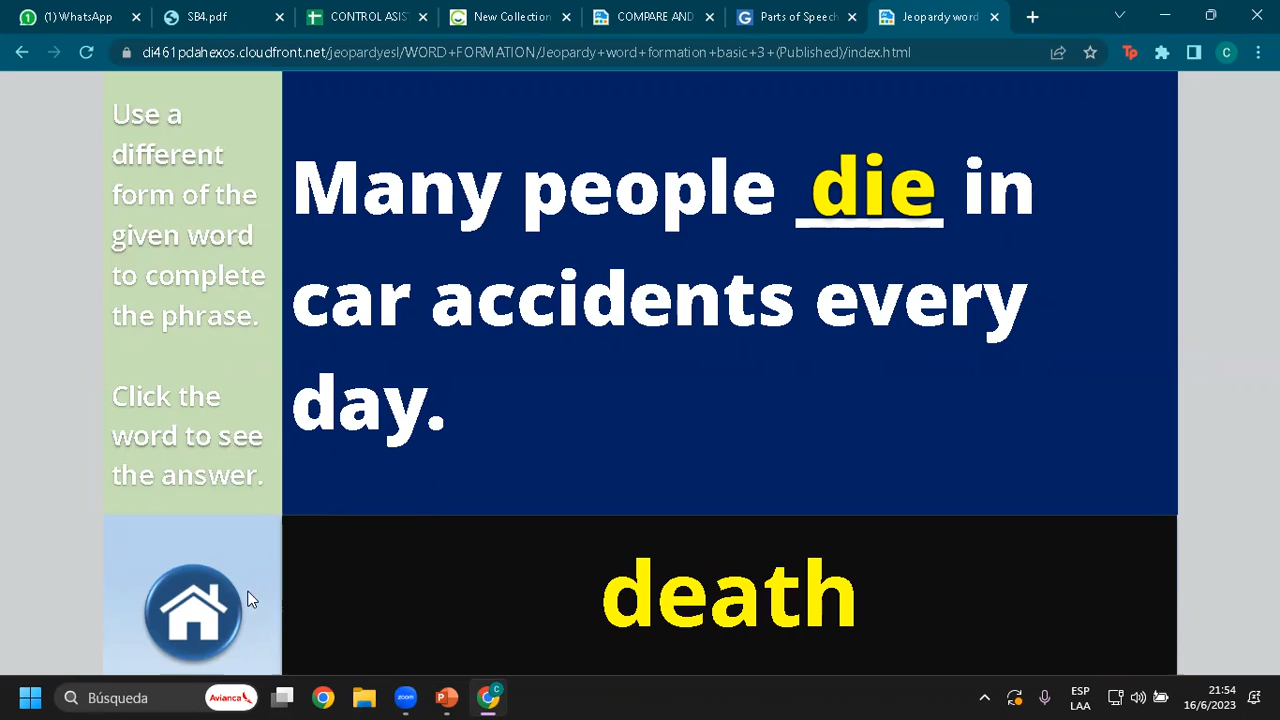 (1) WhatsApp
SB4.pdf
CONTROL ASIST
New Collection
COMPARE AND
Parts of Speech
Jeopardy word
di461pdahexos.cloudfront.net/jeopardyesl/WORD+FORMATION/Jeopardy+word+formation+basic+3+(Published)/index.html
C
Use a
different
form of the
given word
to complete
the phrase.
Click the
word to see
the answer.
Many people die in
car accidents every
day.
death
Búsqueda
Avianca
zoom
ESP
LAA
21:54
16/6/2023